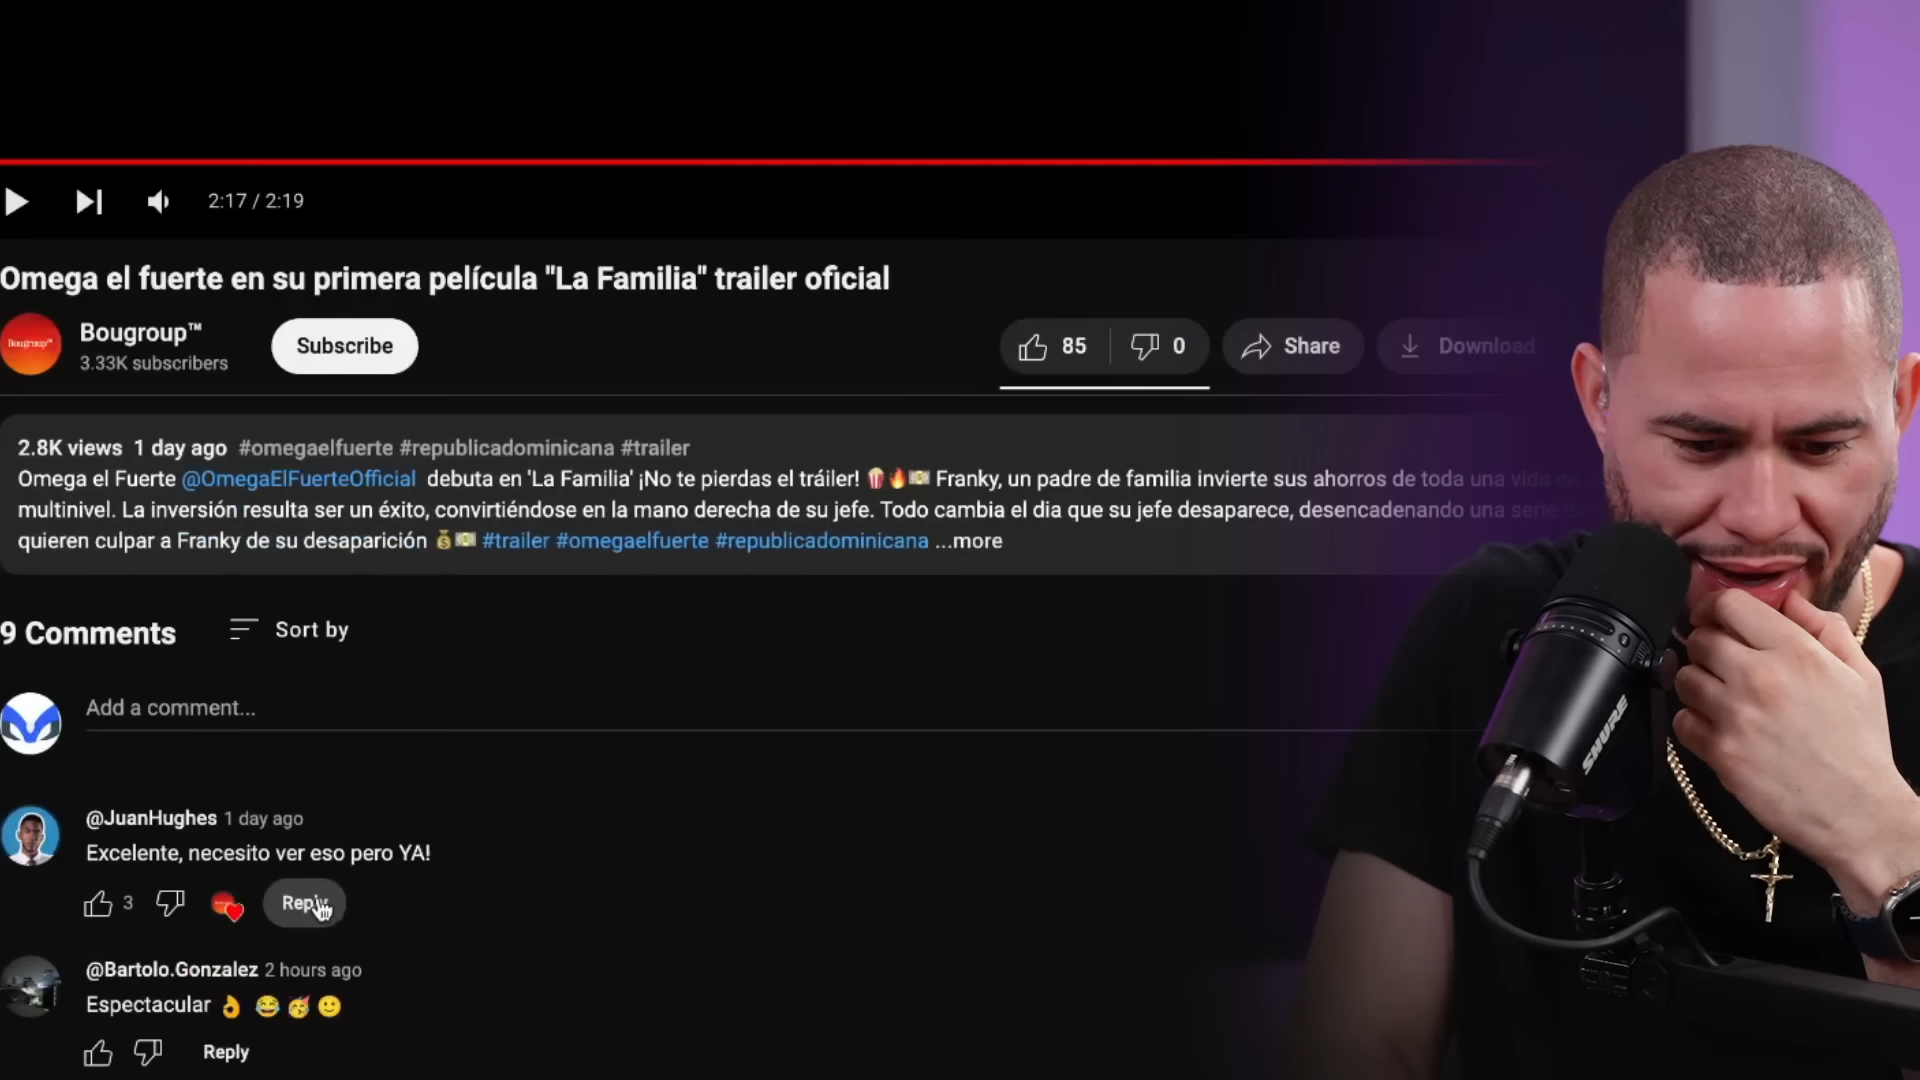 2:17 / 2:19
Omega el fuerte en su primera película "La Familia" trailer oficial
Bougroup™
Bougroup™
3.33K subscribers
Subscribe
85
0
Share
Download
2.8K views 1 day ago #omegaelfuerte #republicadominicana #trailer
Omega el Fuerte @OmegaElFuerteOfficial debuta en 'La Familia' ¡No te pierdas el tráiler! 🍿🔥💵 Franky, un padre de familia invierte sus ahorros de toda una vida
multinivel. La inversión resulta ser un éxito, convirtiéndose en la mano derecha de su jefe. Todo cambia el dia que su jefe desaparece, desencadenando una serie
quieren culpar a Franky de su desaparición 💰💵 #trailer #omegaelfuerte #republicadominicana ...more
9 Comments
Sort by
Add a comment...
@JuanHughes 1 day ago
Excelente, necesito ver eso pero YA!
3
Reply
@Bartolo.Gonzalez 2 hours ago
Espectacular 👌 😂 🥳 🙂
Reply
SHURE